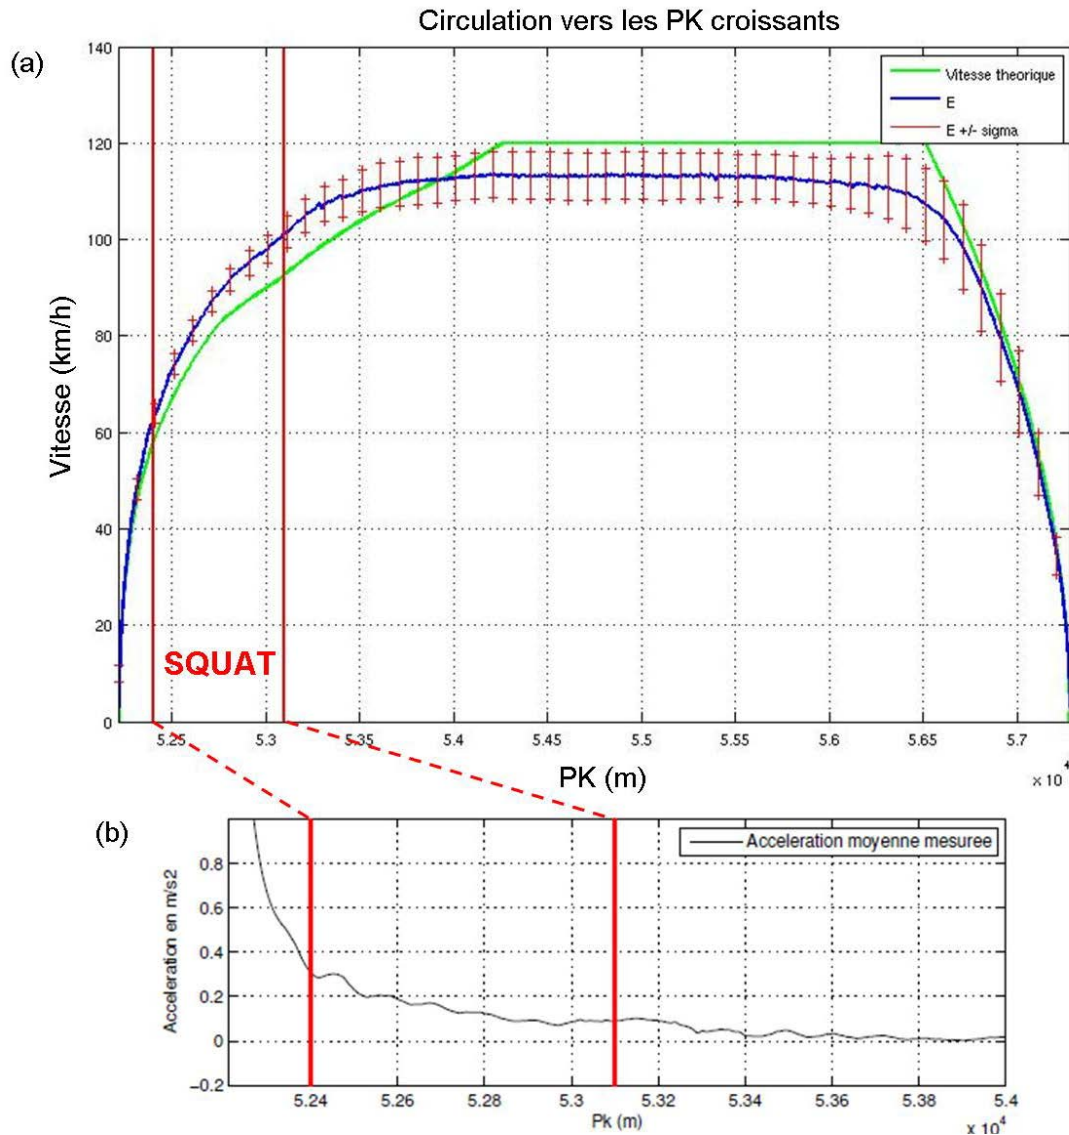 Circulation vers les PK croissants
(a)
Vitesse (km/h)
140
120
100
80
60
40
20
0
Vitesse theorique
E
E +/- sigma
SQUAT
5.25
5.3
5.35
5.4
5.45
5.5
5.55
5.6
5.65
5.7
PK (m)
x 10
(b)
Acceleration en m/s2
0.8
0.6
0.4
0.2
0
-0.2
Acceleration moyenne mesuree
5.24
5.26
5.28
5.3
5.32
5.34
5.36
5.38
5.4
Pk (m)
x 10⁴